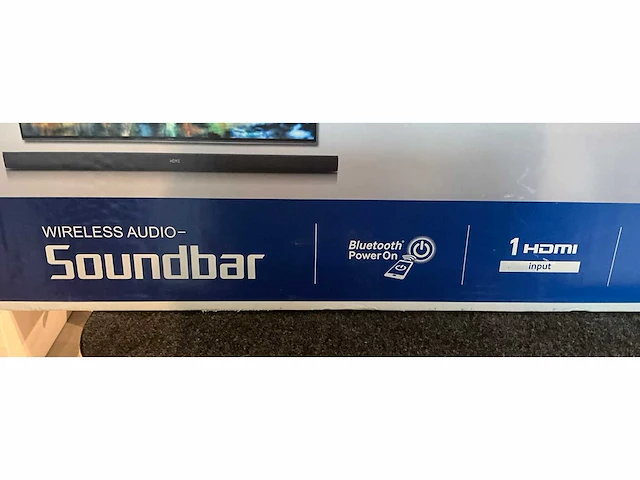 WIRELESS AUDIO-
Soundbar
Bluetooth®
Power On
1 HDMI
input